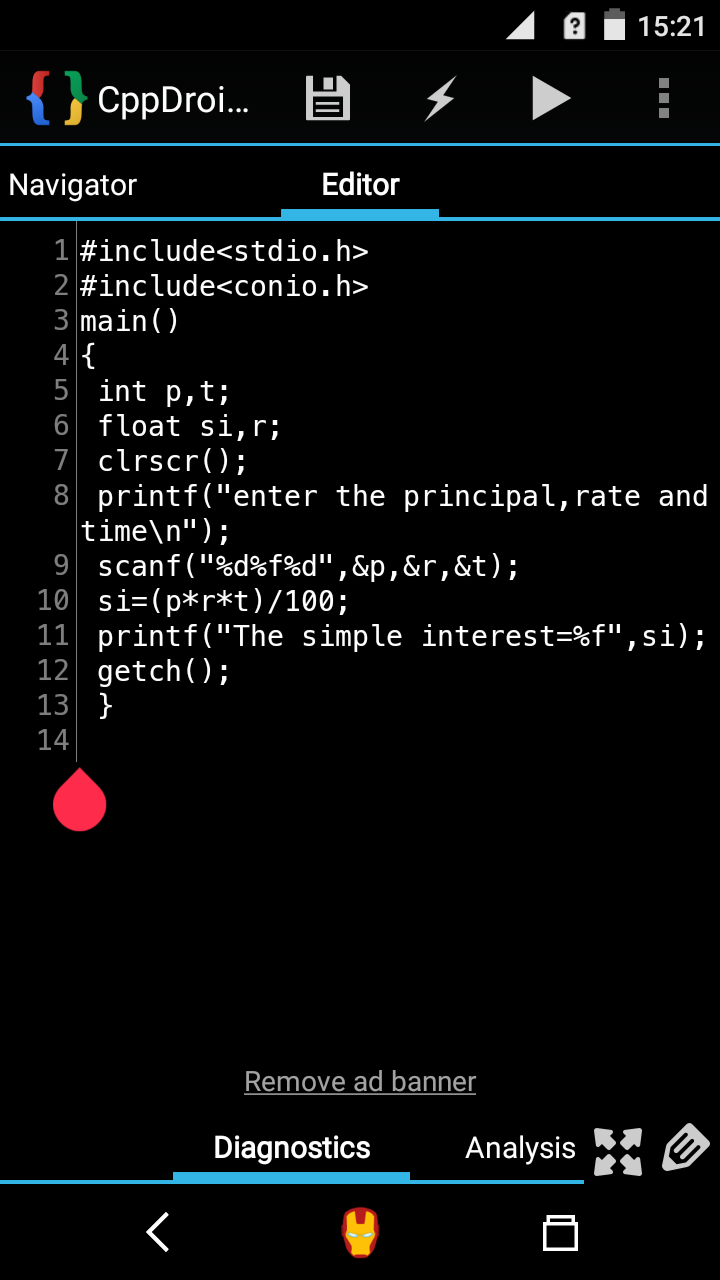 15:21
CppDroi...
Navigator Editor
1 #include<stdio.h>
2 #include<conio.h>
3 main()
4 {
5 int p,t;
6 float si,r;
7 clrscr();
8 printf("enter the principal,rate and
time\n");
9 scanf("%d%f%d",&p,&r,&t);
10 si=(p*r*t)/100;
11 printf("The simple interest=%f",si);
12 getch();
13 }
14
Remove ad banner
Diagnostics Analysis